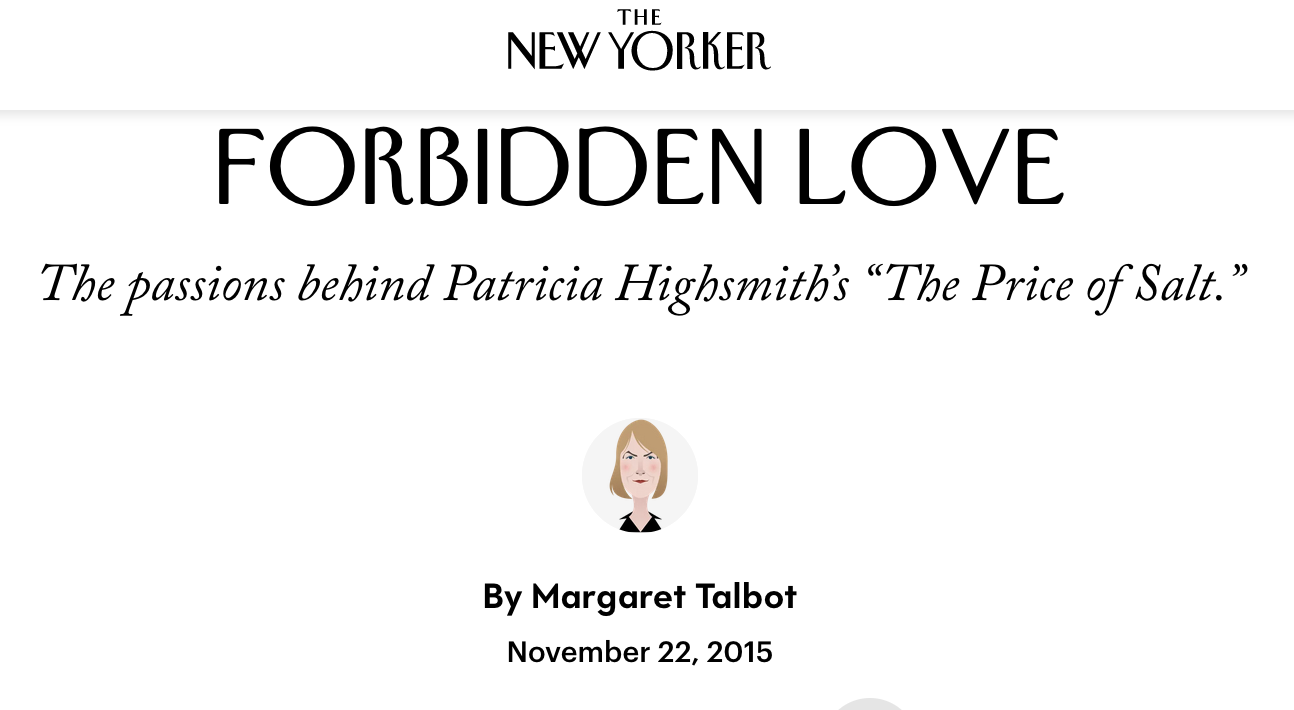 THE
NEW YORKER
FORBIDDEN LOVE
The passions behind Patricia Highsmith’s “The Price of Salt.”
By Margaret Talbot
November 22, 2015